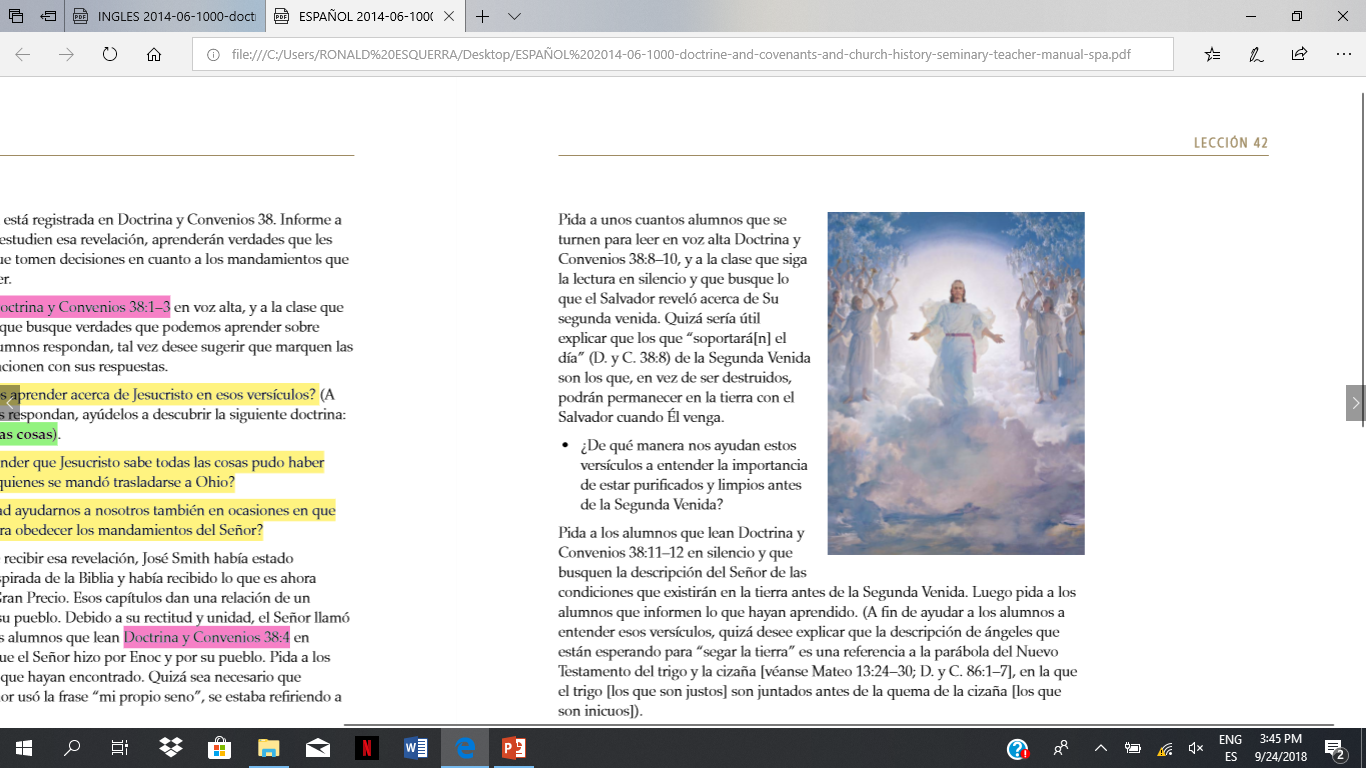 INGLES 2014-06-1000-doct
ESPAÑOL 2014-06-1000
file:///C:/Users/RONALD%20ESQUERRA/Desktop/ESPAÑOL%202014-06-1000-doctrine-and-covenants-and-church-history-seminary-teacher-manual-spa.pdf
está registrada en Doctrina y Convenios 38. Informe a
estudien esa revelación, aprenderán verdades que les
ue tomen decisiones en cuanto a los mandamientos que
er.
octrina y Convenios 38:1–3 en voz alta, y a la clase que
que busque verdades que podemos aprender sobre
umnos respondan, tal vez desee sugerir que marquen las
ncionen con sus respuestas.
s aprender acerca de Jesucristo en esos versículos? (A
s respondan, ayúdelos a descubrir la siguiente doctrina:
as cosas).
nder que Jesucristo sabe todas las cosas pudo haber
quienes se mandó trasladarse a Ohio?
ad ayudarnos a nosotros también en ocasiones en que
ra obedecer los mandamientos del Señor?
recibir esa revelación, José Smith había estado
spirada de la Biblia y había recibido lo que es ahora
Gran Precio. Esos capítulos dan una relación de un
su pueblo. Debido a su rectitud y unidad, el Señor llamó
s alumnos que lean Doctrina y Convenios 38:4 en
ue el Señor hizo por Enoc y por su pueblo. Pida a los
que hayan encontrado. Quizá sea necesario que
or usó la frase “mi propio seno”, se estaba refiriendo a
LECCIÓN 42
Pida a unos cuantos alumnos que se
turnen para leer en voz alta Doctrina y
Convenios 38:8–10, y a la clase que siga
la lectura en silencio y que busque lo
que el Salvador reveló acerca de Su
segunda venida. Quizá sería útil
explicar que los que “soportará[n] el
día” (D. y C. 38:8) de la Segunda Venida
son los que, en vez de ser destruidos,
podrán permanecer en la tierra con el
Salvador cuando Él venga.
• ¿De qué manera nos ayudan estos
versículos a entender la importancia
de estar purificados y limpios antes
de la Segunda Venida?
Pida a los alumnos que lean Doctrina y
Convenios 38:11–12 en silencio y que
busquen la descripción del Señor de las
condiciones que existirán en la tierra antes de la Segunda Venida. Luego pida a los
alumnos que informen lo que hayan aprendido. (A fin de ayudar a los alumnos a
entender esos versículos, quizá desee explicar que la descripción de ángeles que
están esperando para “segar la tierra” es una referencia a la parábola del Nuevo
Testamento del trigo y la cizaña [véanse Mateo 13:24–30; D. y C. 86:1–7], en la que
el trigo [los que son justos] son juntados antes de la quema de la cizaña [los que
son inicuos]).
ENG
ES
3:45 PM
9/24/2018
2